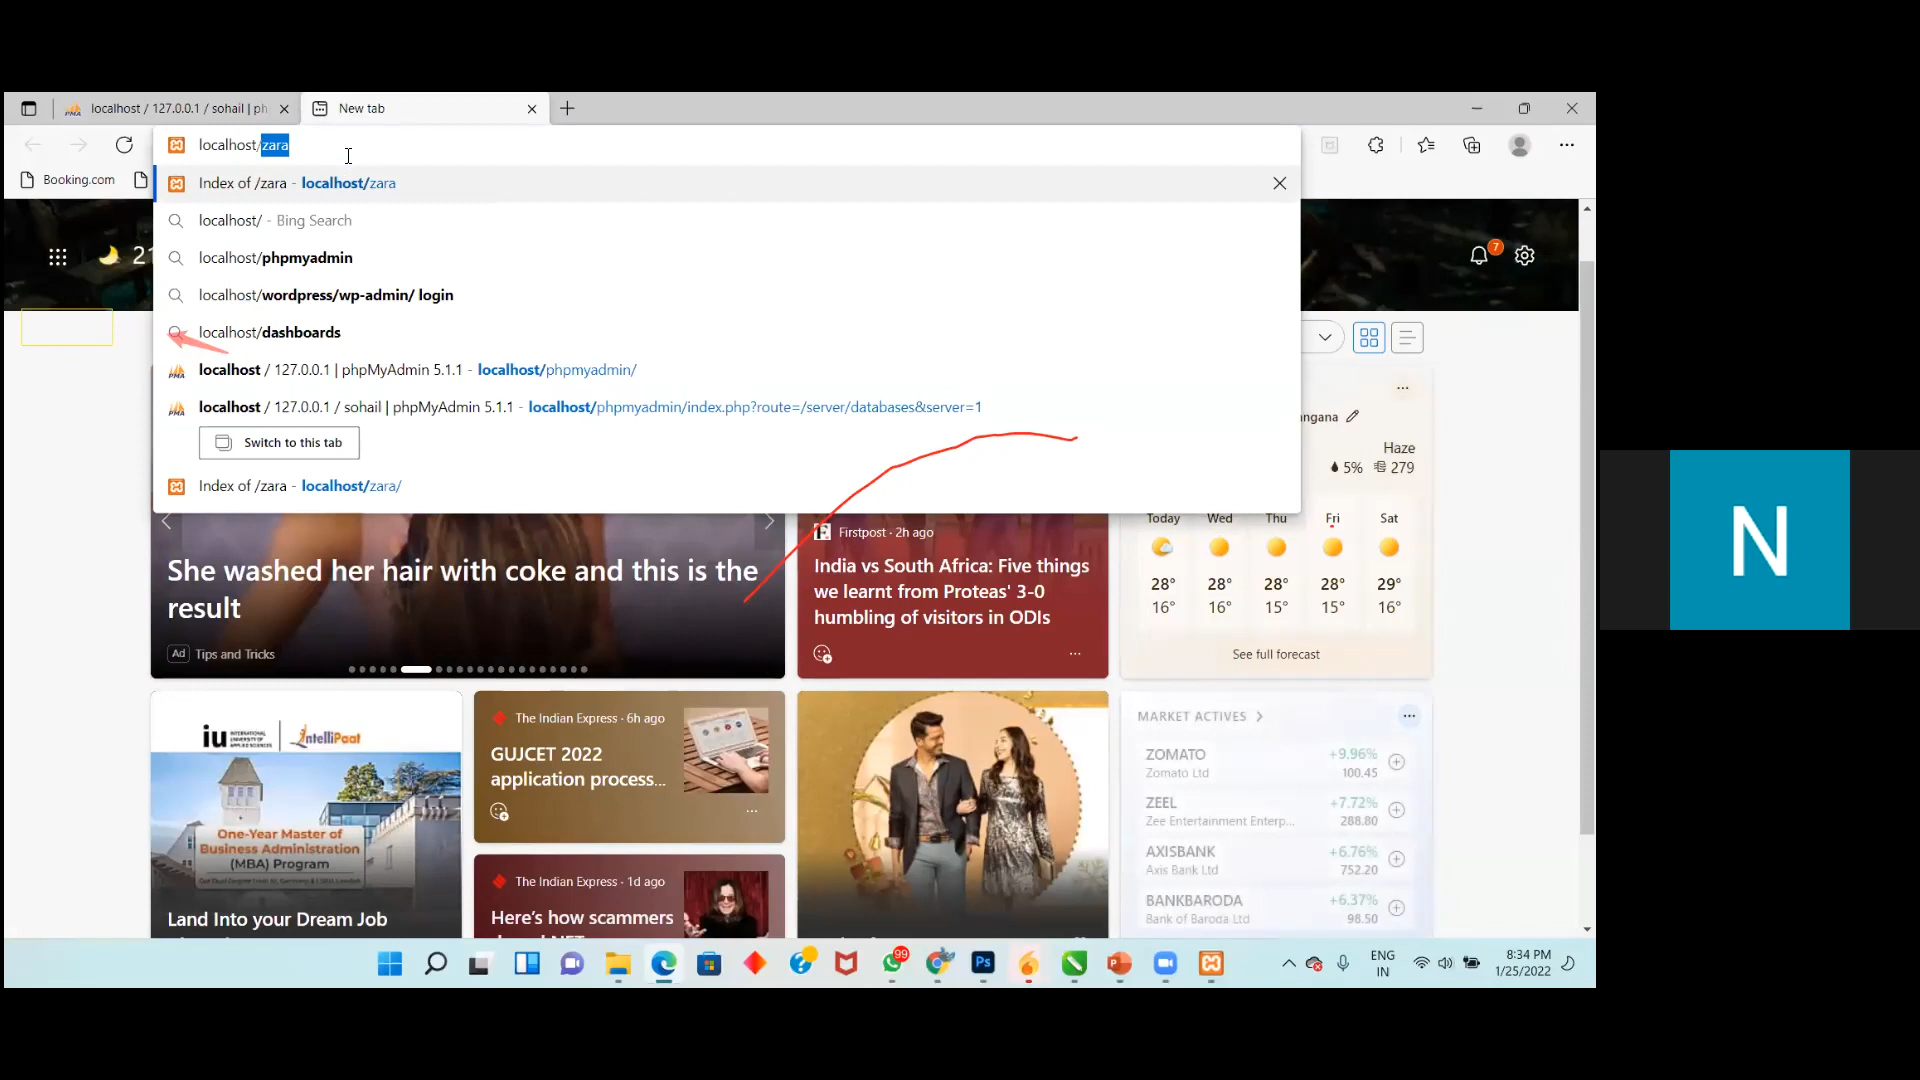 localhost / 127.0.0.1 / sohail | ph
New tab
localhost/zara
Booking.com
Index of /zara - localhost/zara
localhost/ - Bing Search
localhost/phpmyadmin
localhost/wordpress/wp-admin/ login
localhost/dashboards
localhost / 127.0.0.1 | phpMyAdmin 5.1.1 - localhost/phpmyadmin/
localhost / 127.0.0.1 / sohail | phpMyAdmin 5.1.1 - localhost/phpmyadmin/index.php?route=/server/databases&server=1
Switch to this tab
Index of /zara - localhost/zara/
21
7
ngana
Haze
5% 279
Today Wed Thu Fri Sat
28° 28° 28° 28° 29°
16° 16° 15° 15° 16°
See full forecast
She washed her hair with coke and this is the
result
Ad Tips and Tricks
Firstpost · 2h ago
India vs South Africa: Five things
we learnt from Proteas' 3-0
humbling of visitors in ODIs
iu INTERNATIONAL
UNIVERSITY OF
APPLIED SCIENCES
intelliPaat
One-Year Master of
Business Administration
(MBA) Program
Land Into your Dream Job
The Indian Express · 6h ago
GUJCET 2022
application process...
The Indian Express · 1d ago
Here's how scammers
MARKET ACTIVES
ZOMATO +9.96%
Zomato Ltd 100.45
ZEEL +7.72%
Zee Entertainment Enterp... 288.80
AXISBANK +6.76%
Axis Bank Ltd 752.20
BANKBARODA +6.37%
Bank of Baroda Ltd 98.50
99
Ps
ENG
IN
8:34 PM
1/25/2022
N